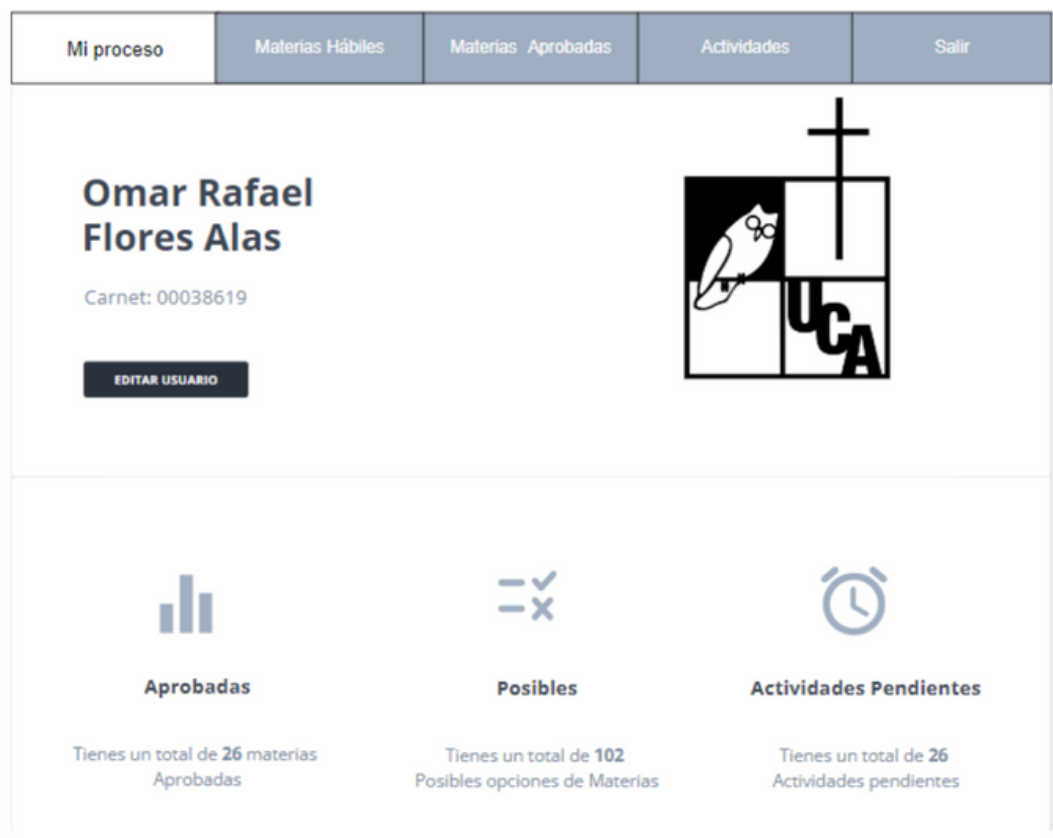 Mi proceso
Materias Hábiles
Materias Aprobadas
Actividades
Salir
Omar Rafael
Flores Alas
Carnet: 00038619
EDITAR USUARIO
UCA
Aprobadas
Tienes un total de 26 materias
Aprobadas
Posibles
Tienes un total de 102
Posibles opciones de Materias
Actividades Pendientes
Tienes un total de 26
Actividades pendientes